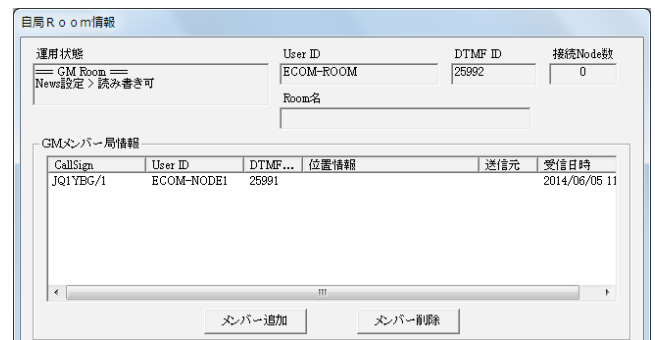 自局Ｒｏｏｍ情報
運用状態 User ID DTMF ID 接続Node数
== GM Room ==
News設定 > 読み書き可
ECOM-ROOM 25992 0
Room名
GMメンバー局情報
CallSign User ID DTMF... 位置情報 送信元 受信日時
JQ1YBG/1 ECOM-NODE1 25991 2014/06/05 11
メンバー追加 メンバー削除